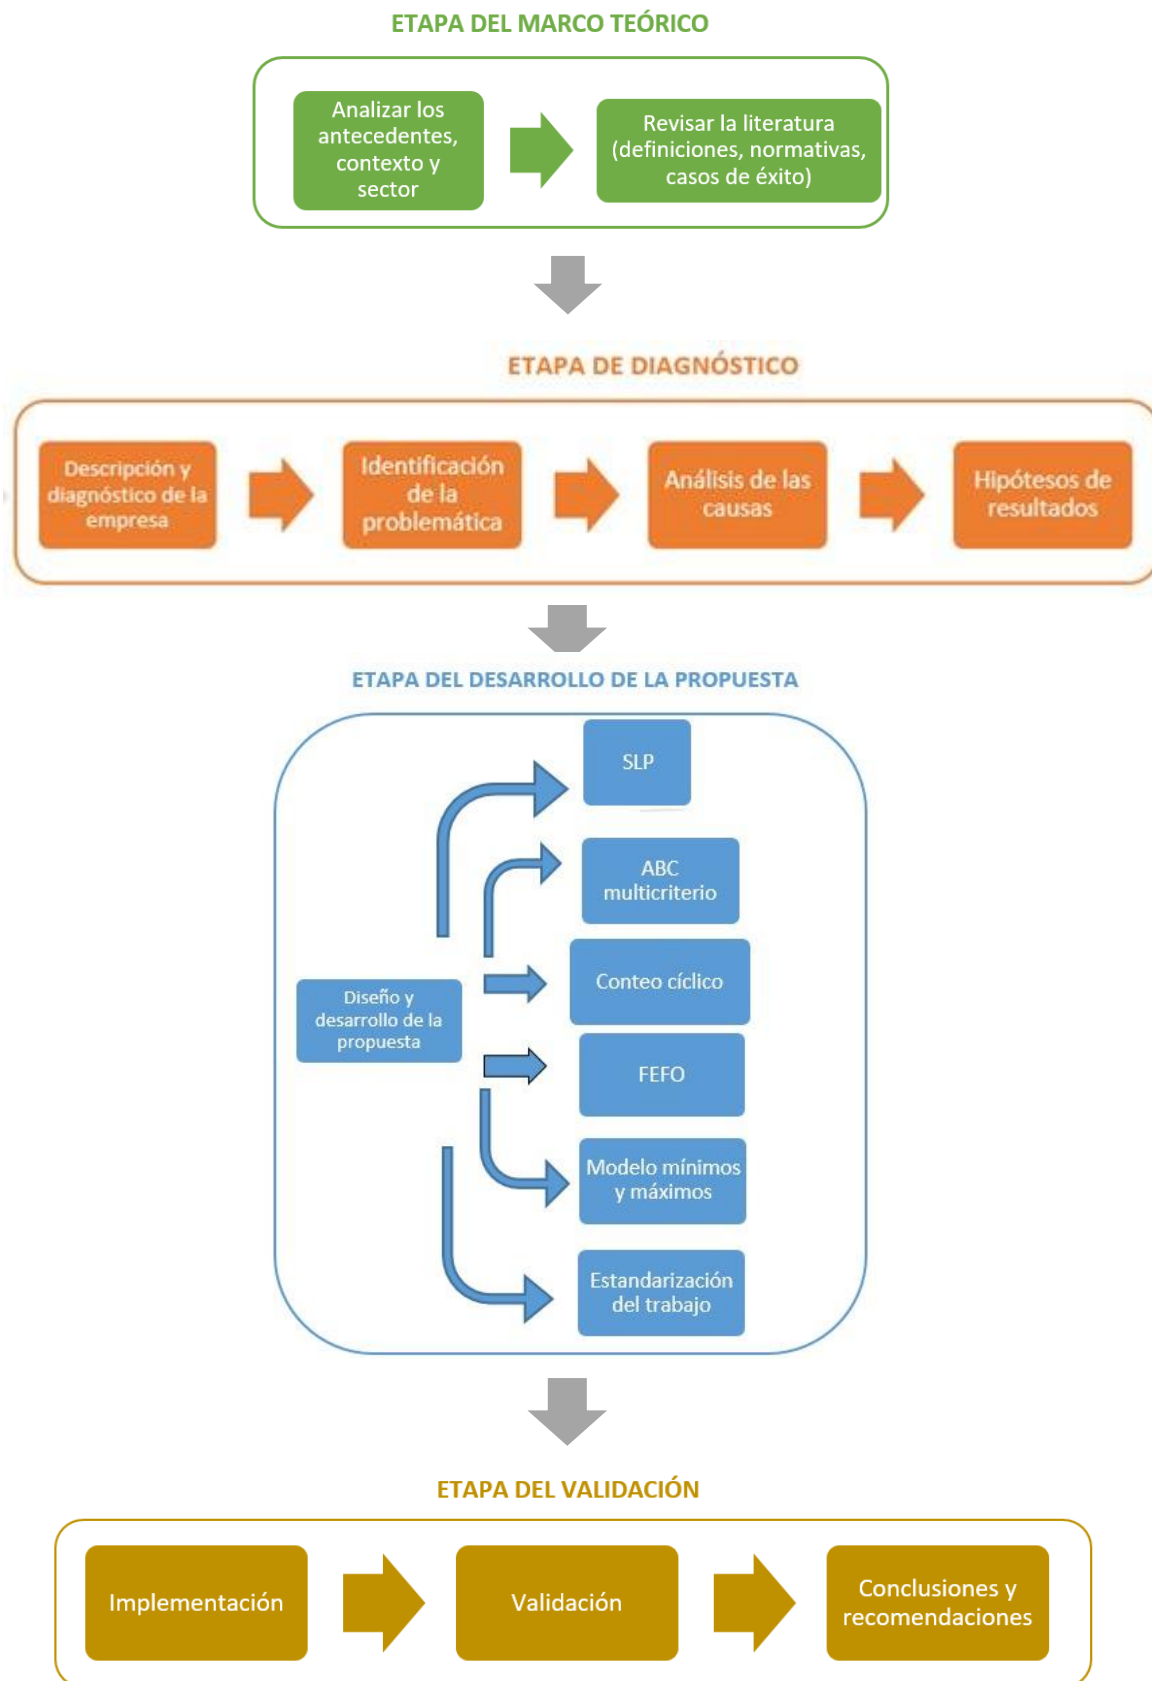 ETAPA DEL MARCO TEÓRICO
Analizar los
antecedentes,
contexto y
sector
Revisar la literatura
(definiciones, normativas,
casos de éxito)
ETAPA DE DIAGNÓSTICO
Descripción y
diagnóstico de la
empresa
Identificación
de la
problemática
Análisis de las
causas
Hipótesos de
resultados
ETAPA DEL DESARROLLO DE LA PROPUESTA
SLP
ABC
multicriterio
Conteo cíclico
Diseño y
desarrollo de la
propuesta
FEFO
Modelo mínimos
y máximos
Estandarización
del trabajo
ETAPA DEL VALIDACIÓN
Implementación
Validación
Conclusiones y
recomendaciones